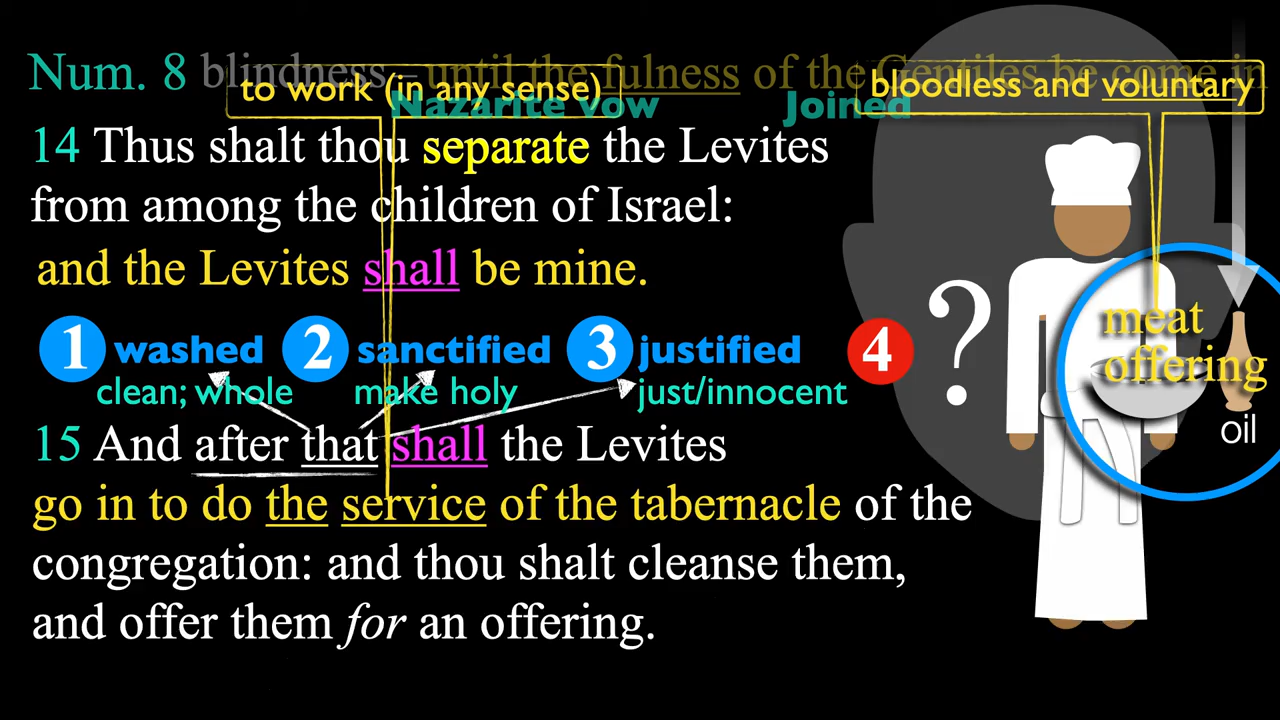 Num. 8 blindness – until the fulness of the Gentiles be come in
to work (in any sense)
bloodless and voluntary
Nazarite vow
Joined
14 Thus shalt thou separate the Levites
from among the children of Israel:
and the Levites shall be mine.
1 washed 2 sanctified 3 justified 4 ?
clean; whole make holy just/innocent
meat
offering
oil
15 And after that shall the Levites
go in to do the service of the tabernacle of the
congregation: and thou shalt cleanse them,
and offer them for an offering.